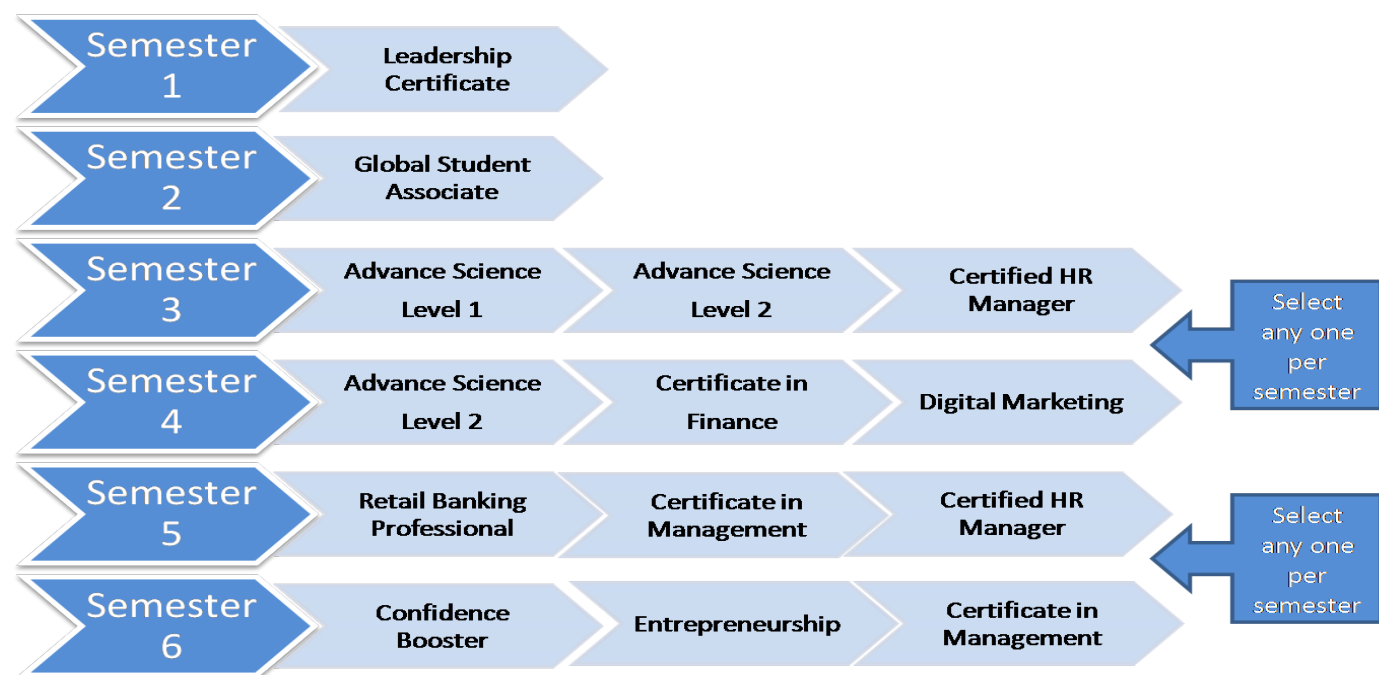 Semester
1
Leadership
Certificate
Semester
2
Global Student
Associate
Semester
3
Advance Science
Level 1
Advance Science
Level 2
Certified HR
Manager
Semester
4
Advance Science
Level 2
Certificate in
Finance
Digital Marketing
Select
any one
per
semester
Semester
5
Retail Banking
Professional
Certificate in
Management
Certified HR
Manager
Semester
6
Confidence
Booster
Entrepreneurship
Certificate in
Management
Select
any one
per
semester